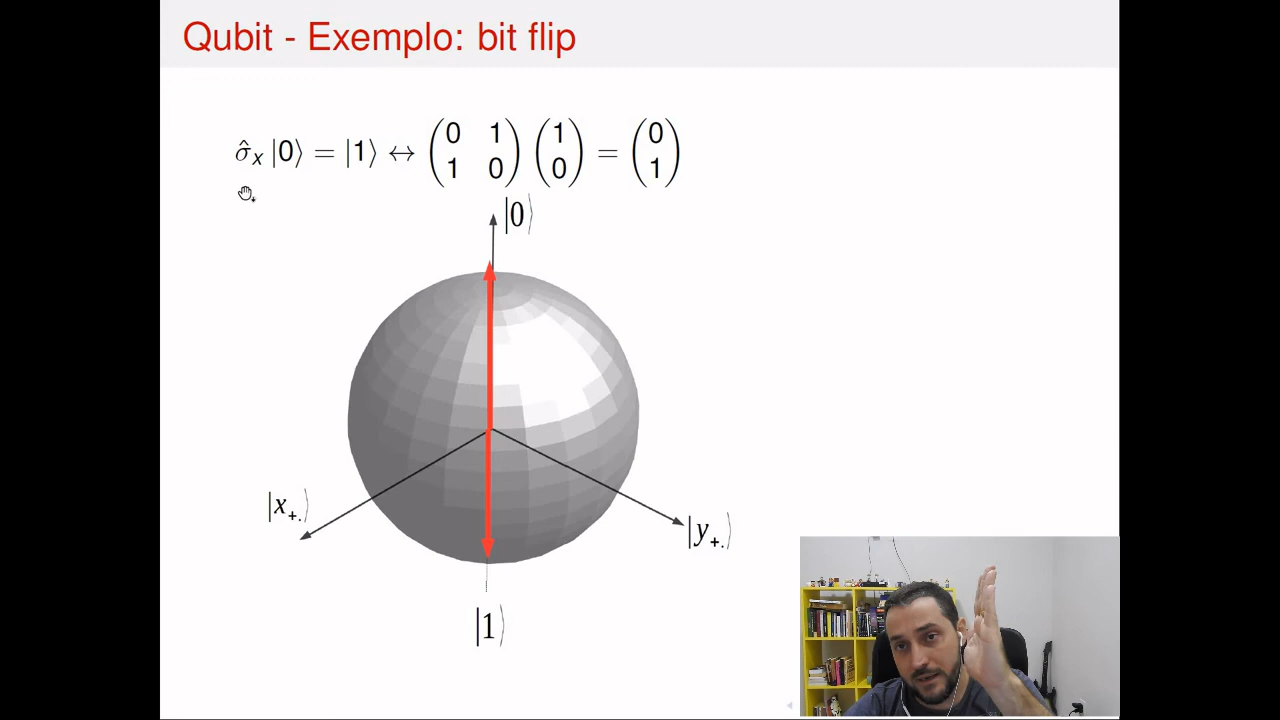 Qubit - Exemplo: bit flip
σ̂ₓ |0⟩ = |1⟩ ↔ (0 1; 1 0) (1; 0) = (0; 1)
|0⟩
|x₊.⟩
|y₊.⟩
|1⟩